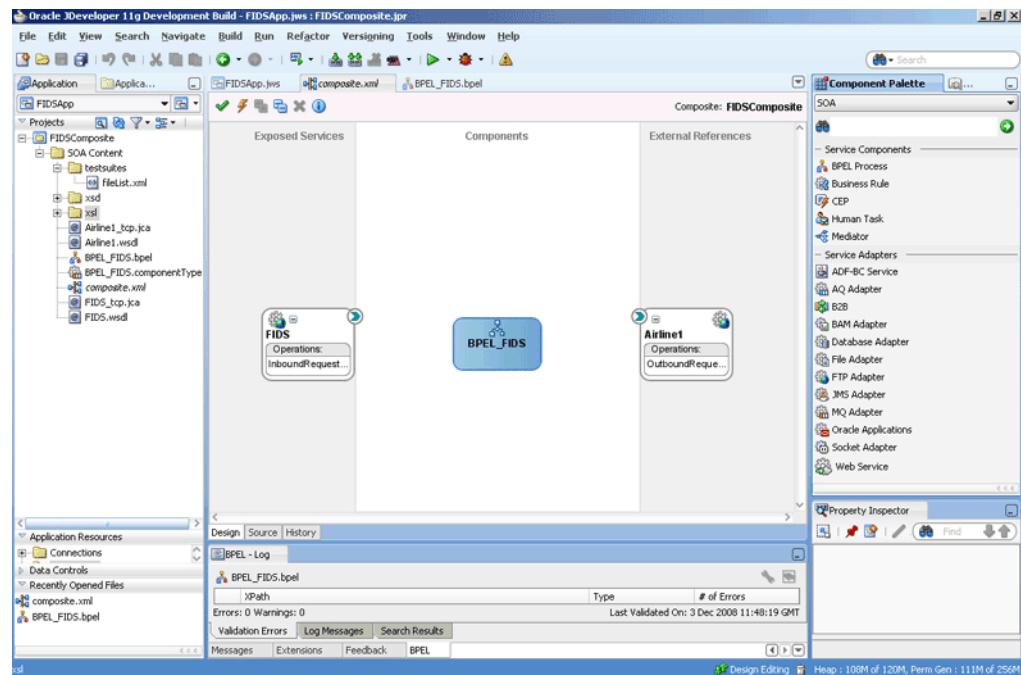 Oracle JDeveloper 11g Development Build - FIDSApp.jws : FIDSComposite.jpr
File Edit View Search Navigate Build Run Refactor Versigning Tools Window Help
Search
Application
Applica...
FIDSApp
Projects
FIDSComposite
SOA Content
testsuites
fileList.xml
xsd
xsl
Airline1_tcp.jca
Airline1.wsdl
BPEL_FIDS.bpel
BPEL_FIDS.componentType
composite.xml
FIDS_tcp.jca
FIDS.wsdl
Application Resources
Connections
Data Controls
Recently Opened Files
composite.xml
BPEL_FIDS.bpel
FIDSApp.jws composite.xml BPEL_FIDS.bpel
Composite: FIDSComposite
Exposed Services Components External References
FIDS
Operations:
InboundRequest...
BPEL_FIDS
Airline1
Operations:
OutboundReque...
Design Source History
BPEL - Log
BPEL_FIDS.bpel
XPath Type # of Errors
Errors: 0 Warnings: 0 Last Validated On: 3 Dec 2008 11:48:19 GMT
Validation Errors Log Messages Search Results
Messages Extensions Feedback BPEL
Component Palette
SOA
Service Components
BPEL Process
Business Rule
CEP
Human Task
Mediator
Service Adapters
ADF-BC Service
AQ Adapter
B2B
BAM Adapter
Database Adapter
File Adapter
FTP Adapter
JMS Adapter
MQ Adapter
Oracle Applications
Socket Adapter
Web Service
Property Inspector
Find
xsl Design Editing Heap : 108M of 120M, Perm Gen : 111M of 256M